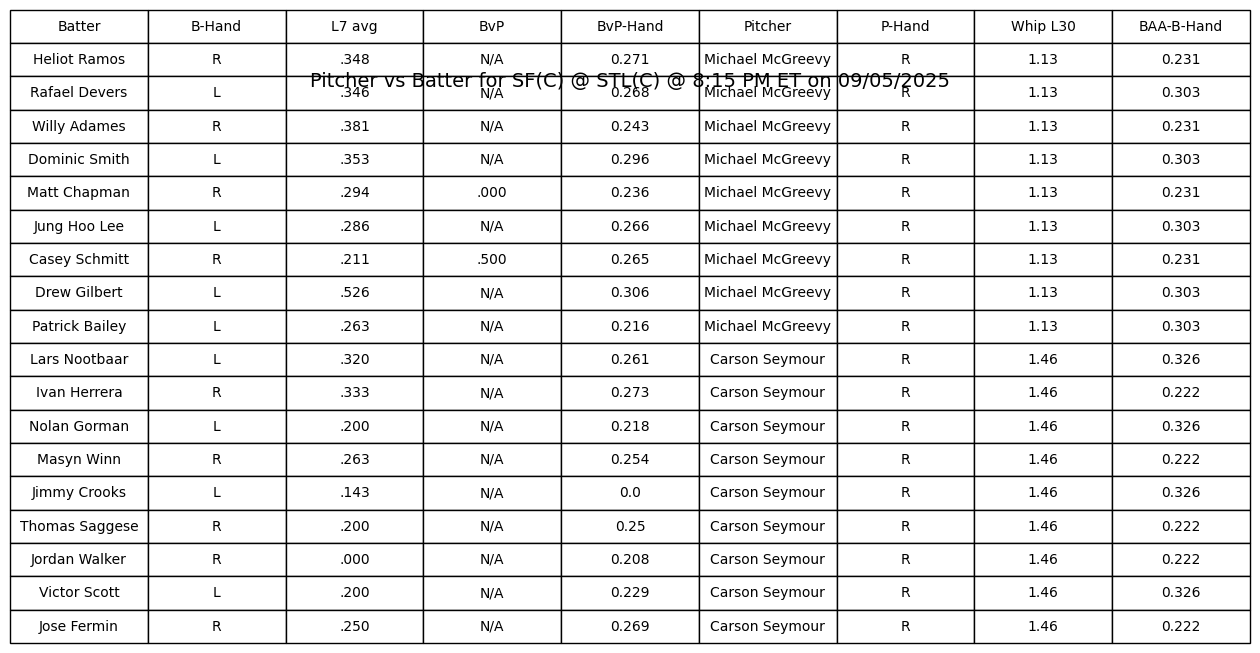 Batter B-Hand L7 avg BvP BvP-Hand Pitcher P-Hand Whip L30 BAA-B-Hand
Heliot Ramos R .348 N/A 0.271 Michael McGreevy R 1.13 0.231
Pitcher vs Batter for SF(C) @ STL(C) @ 8:15 PM ET on 09/05/2025
Rafael Devers L .346 N/A 0.268 Michael McGreevy R 1.13 0.303
Willy Adames R .381 N/A 0.243 Michael McGreevy R 1.13 0.231
Dominic Smith L .353 N/A 0.296 Michael McGreevy R 1.13 0.303
Matt Chapman R .294 .000 0.236 Michael McGreevy R 1.13 0.231
Jung Hoo Lee L .286 N/A 0.266 Michael McGreevy R 1.13 0.303
Casey Schmitt R .211 .500 0.265 Michael McGreevy R 1.13 0.231
Drew Gilbert L .526 N/A 0.306 Michael McGreevy R 1.13 0.303
Patrick Bailey L .263 N/A 0.216 Michael McGreevy R 1.13 0.303
Lars Nootbaar L .320 N/A 0.261 Carson Seymour R 1.46 0.326
Ivan Herrera R .333 N/A 0.273 Carson Seymour R 1.46 0.222
Nolan Gorman L .200 N/A 0.218 Carson Seymour R 1.46 0.326
Masyn Winn R .263 N/A 0.254 Carson Seymour R 1.46 0.222
Jimmy Crooks L .143 N/A 0.0 Carson Seymour R 1.46 0.326
Thomas Saggese R .200 N/A 0.25 Carson Seymour R 1.46 0.222
Jordan Walker R .000 N/A 0.208 Carson Seymour R 1.46 0.222
Victor Scott L .200 N/A 0.229 Carson Seymour R 1.46 0.326
Jose Fermin R .250 N/A 0.269 Carson Seymour R 1.46 0.222